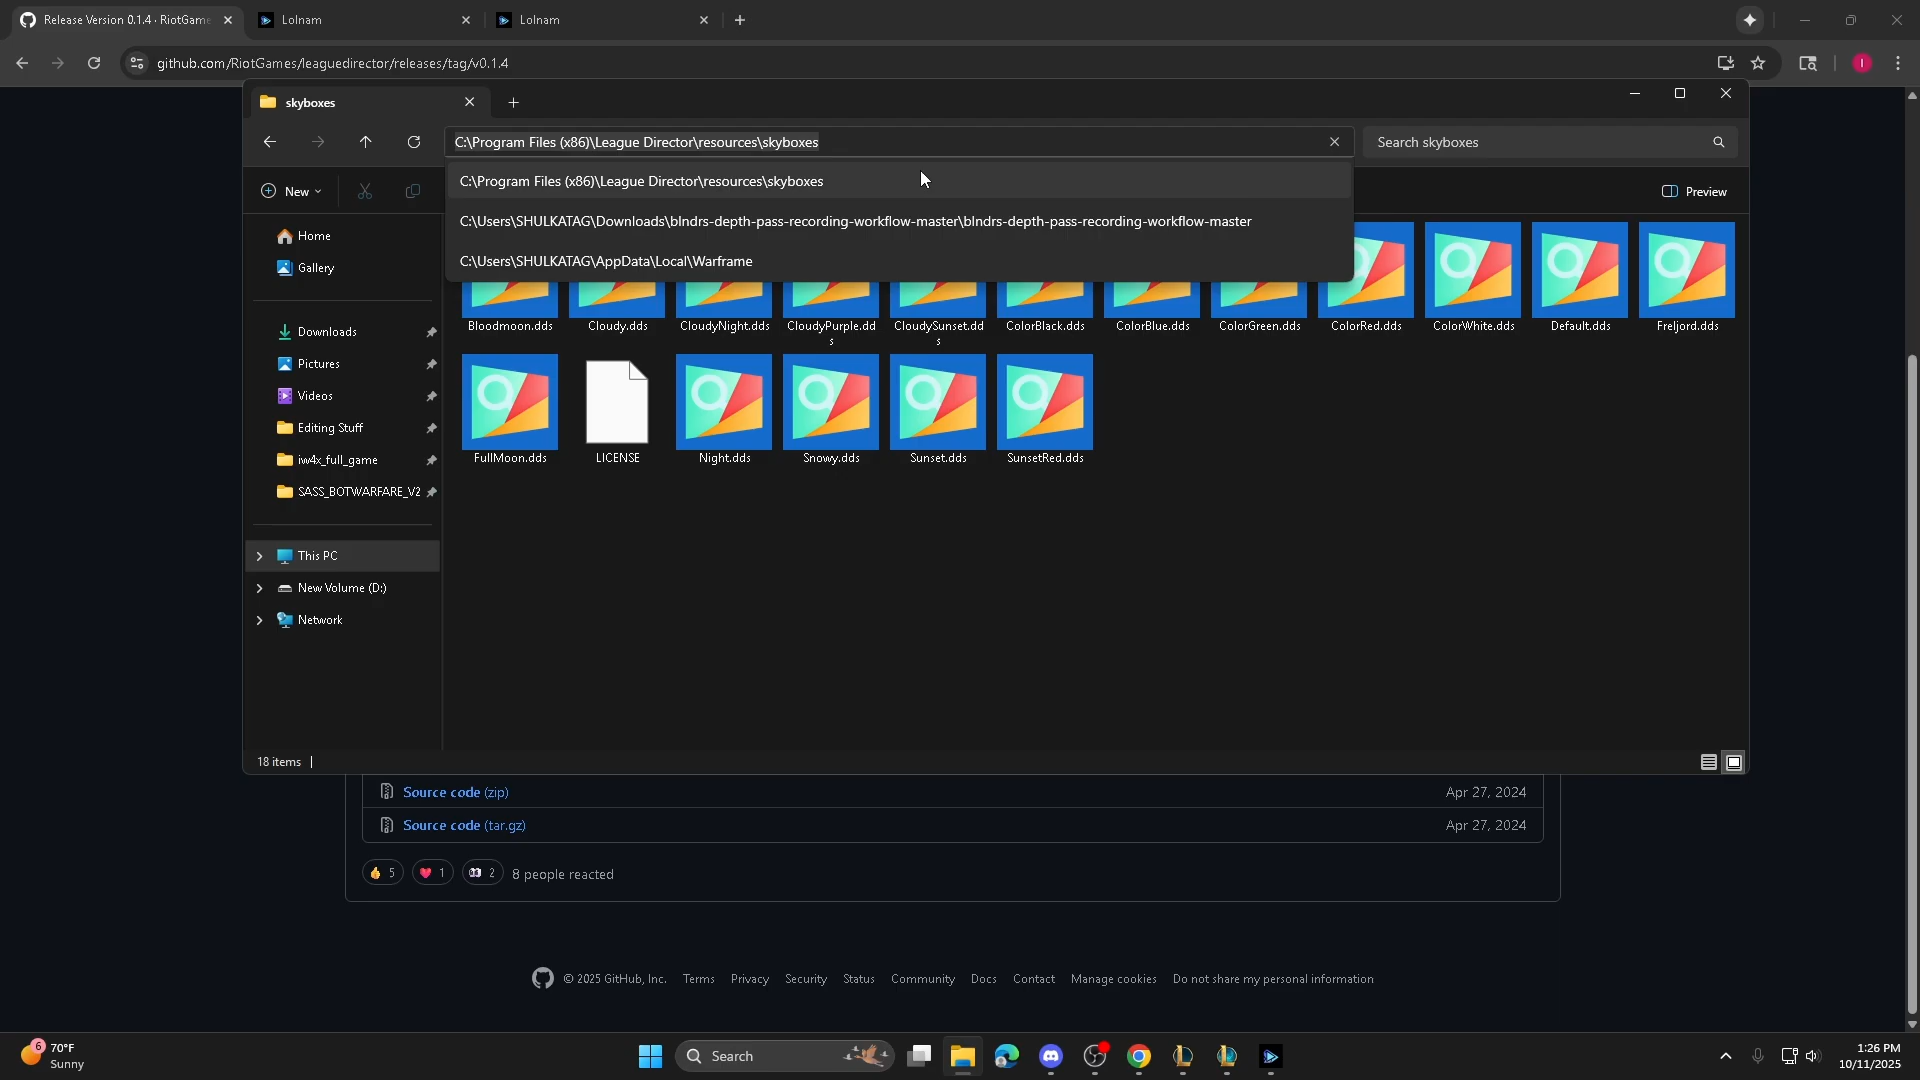 Release Version 0.1.4 · RiotGame
Lolnam
Lolnam
github.com/RiotGames/leaguedirector/releases/tag/v0.1.4
I
skyboxes
C:\Program Files (x86)\League Director\resources\skyboxes
Search skyboxes
New
C:\Program Files (x86)\League Director\resources\skyboxes
Preview
C:\Users\SHULKATAG\Downloads\blndrs-depth-pass-recording-workflow-master\blndrs-depth-pass-recording-workflow-master
C:\Users\SHULKATAG\AppData\Local\Warframe
Home
Gallery
Downloads
Pictures
Videos
Editing Stuff
iw4x_full_game
SASS_BOTWARFARE_V2
This PC
New Volume (D:)
Network
Bloodmoon.dds
Cloudy.dds
CloudyNight.dds
CloudyPurple.dd
s
CloudySunset.dd
s
ColorBlack.dds
ColorBlue.dds
ColorGreen.dds
ColorRed.dds
ColorWhite.dds
Default.dds
Freljord.dds
FullMoon.dds
LICENSE
Night.dds
Snowy.dds
Sunset.dds
SunsetRed.dds
18 items
Source code (zip)
Apr 27, 2024
Source code (tar.gz)
Apr 27, 2024
5
1
2
8 people reacted
© 2025 GitHub, Inc.
Terms
Privacy
Security
Status
Community
Docs
Contact
Manage cookies
Do not share my personal information
6
70°F
Sunny
Search
1:26 PM
10/11/2025